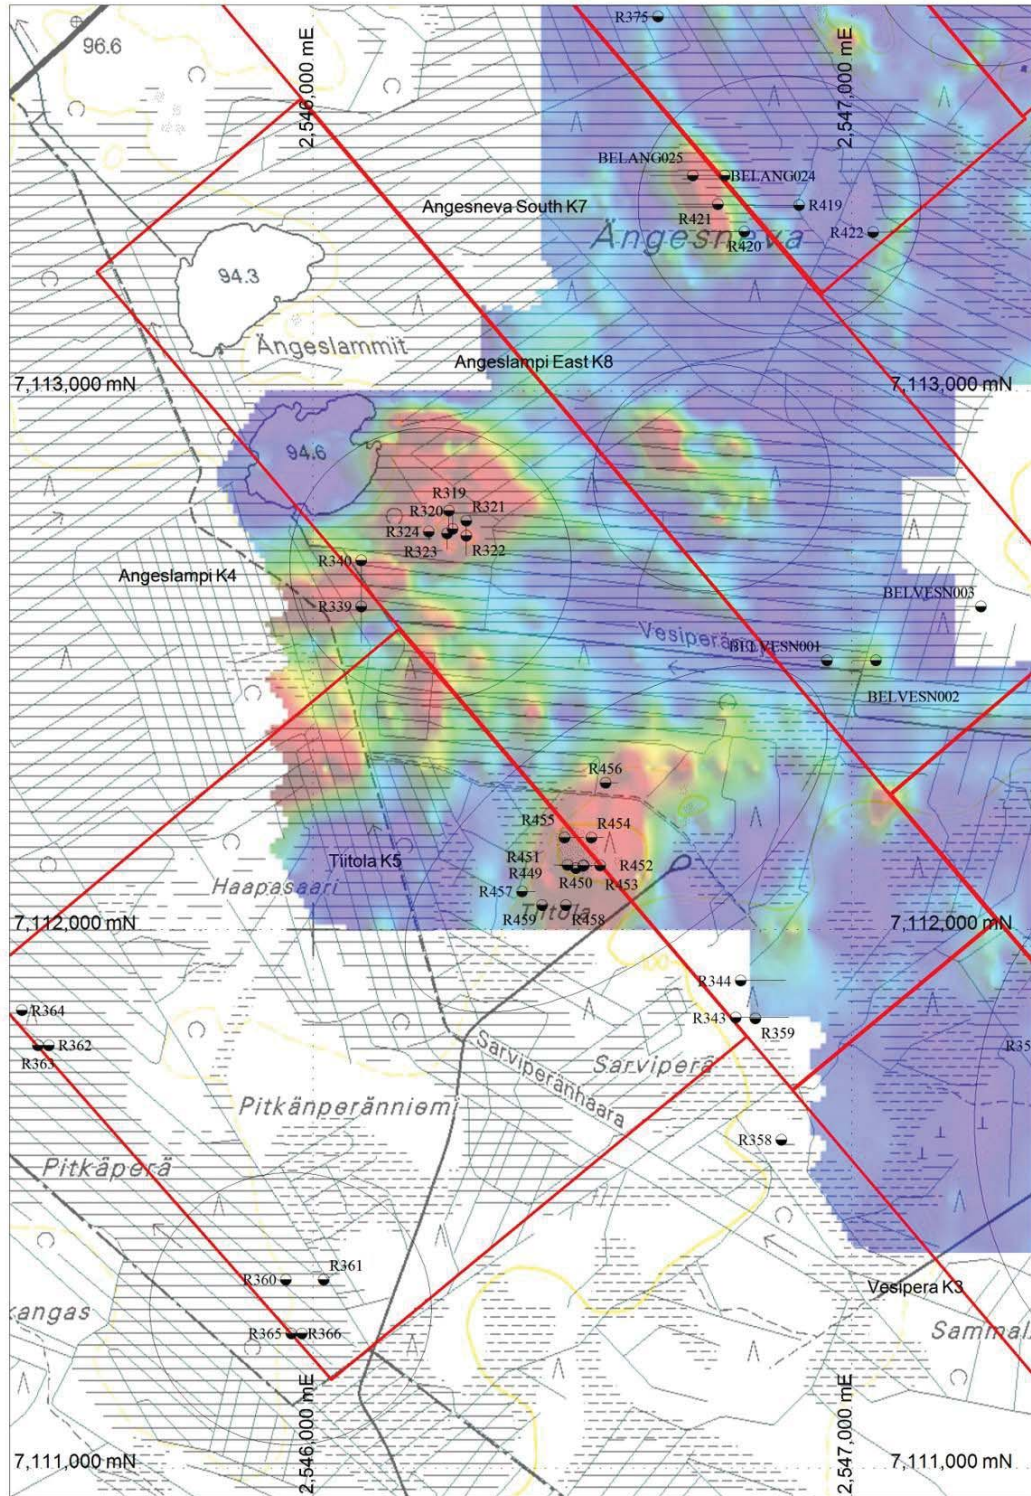 R375
96.6
2,546,000 mE
2,547,000 mE
BELANG025
BELANG024
Angesneva South K7
R421
R419
Ängesneva
R420
R422
94.3
Ängeslammit
Angeslampi East K8
7,113,000 mN
7,113,000 mN
94.6
R319
R320
R321
R324
R323
R322
R340
Angeslampi K4
R339
BELVESN003
BELVESN001
BELVESN002
R456
R455
R454
R451
R452
R449
Tiitola K5
R450
R453
Haapasaari
R457
Tiitola
R459
R458
7,112,000 mN
7,112,000 mN
R344
R364
R343
R359
R362
R363
Sarviperä
Sarviperänhaara
Pitkänperänniemi
R358
Pitkäperä
R360
R361
Vesipera K3
kangas
R365
R366
2,546,000 mE
2,547,000 mE
7,111,000 mN
7,111,000 mN